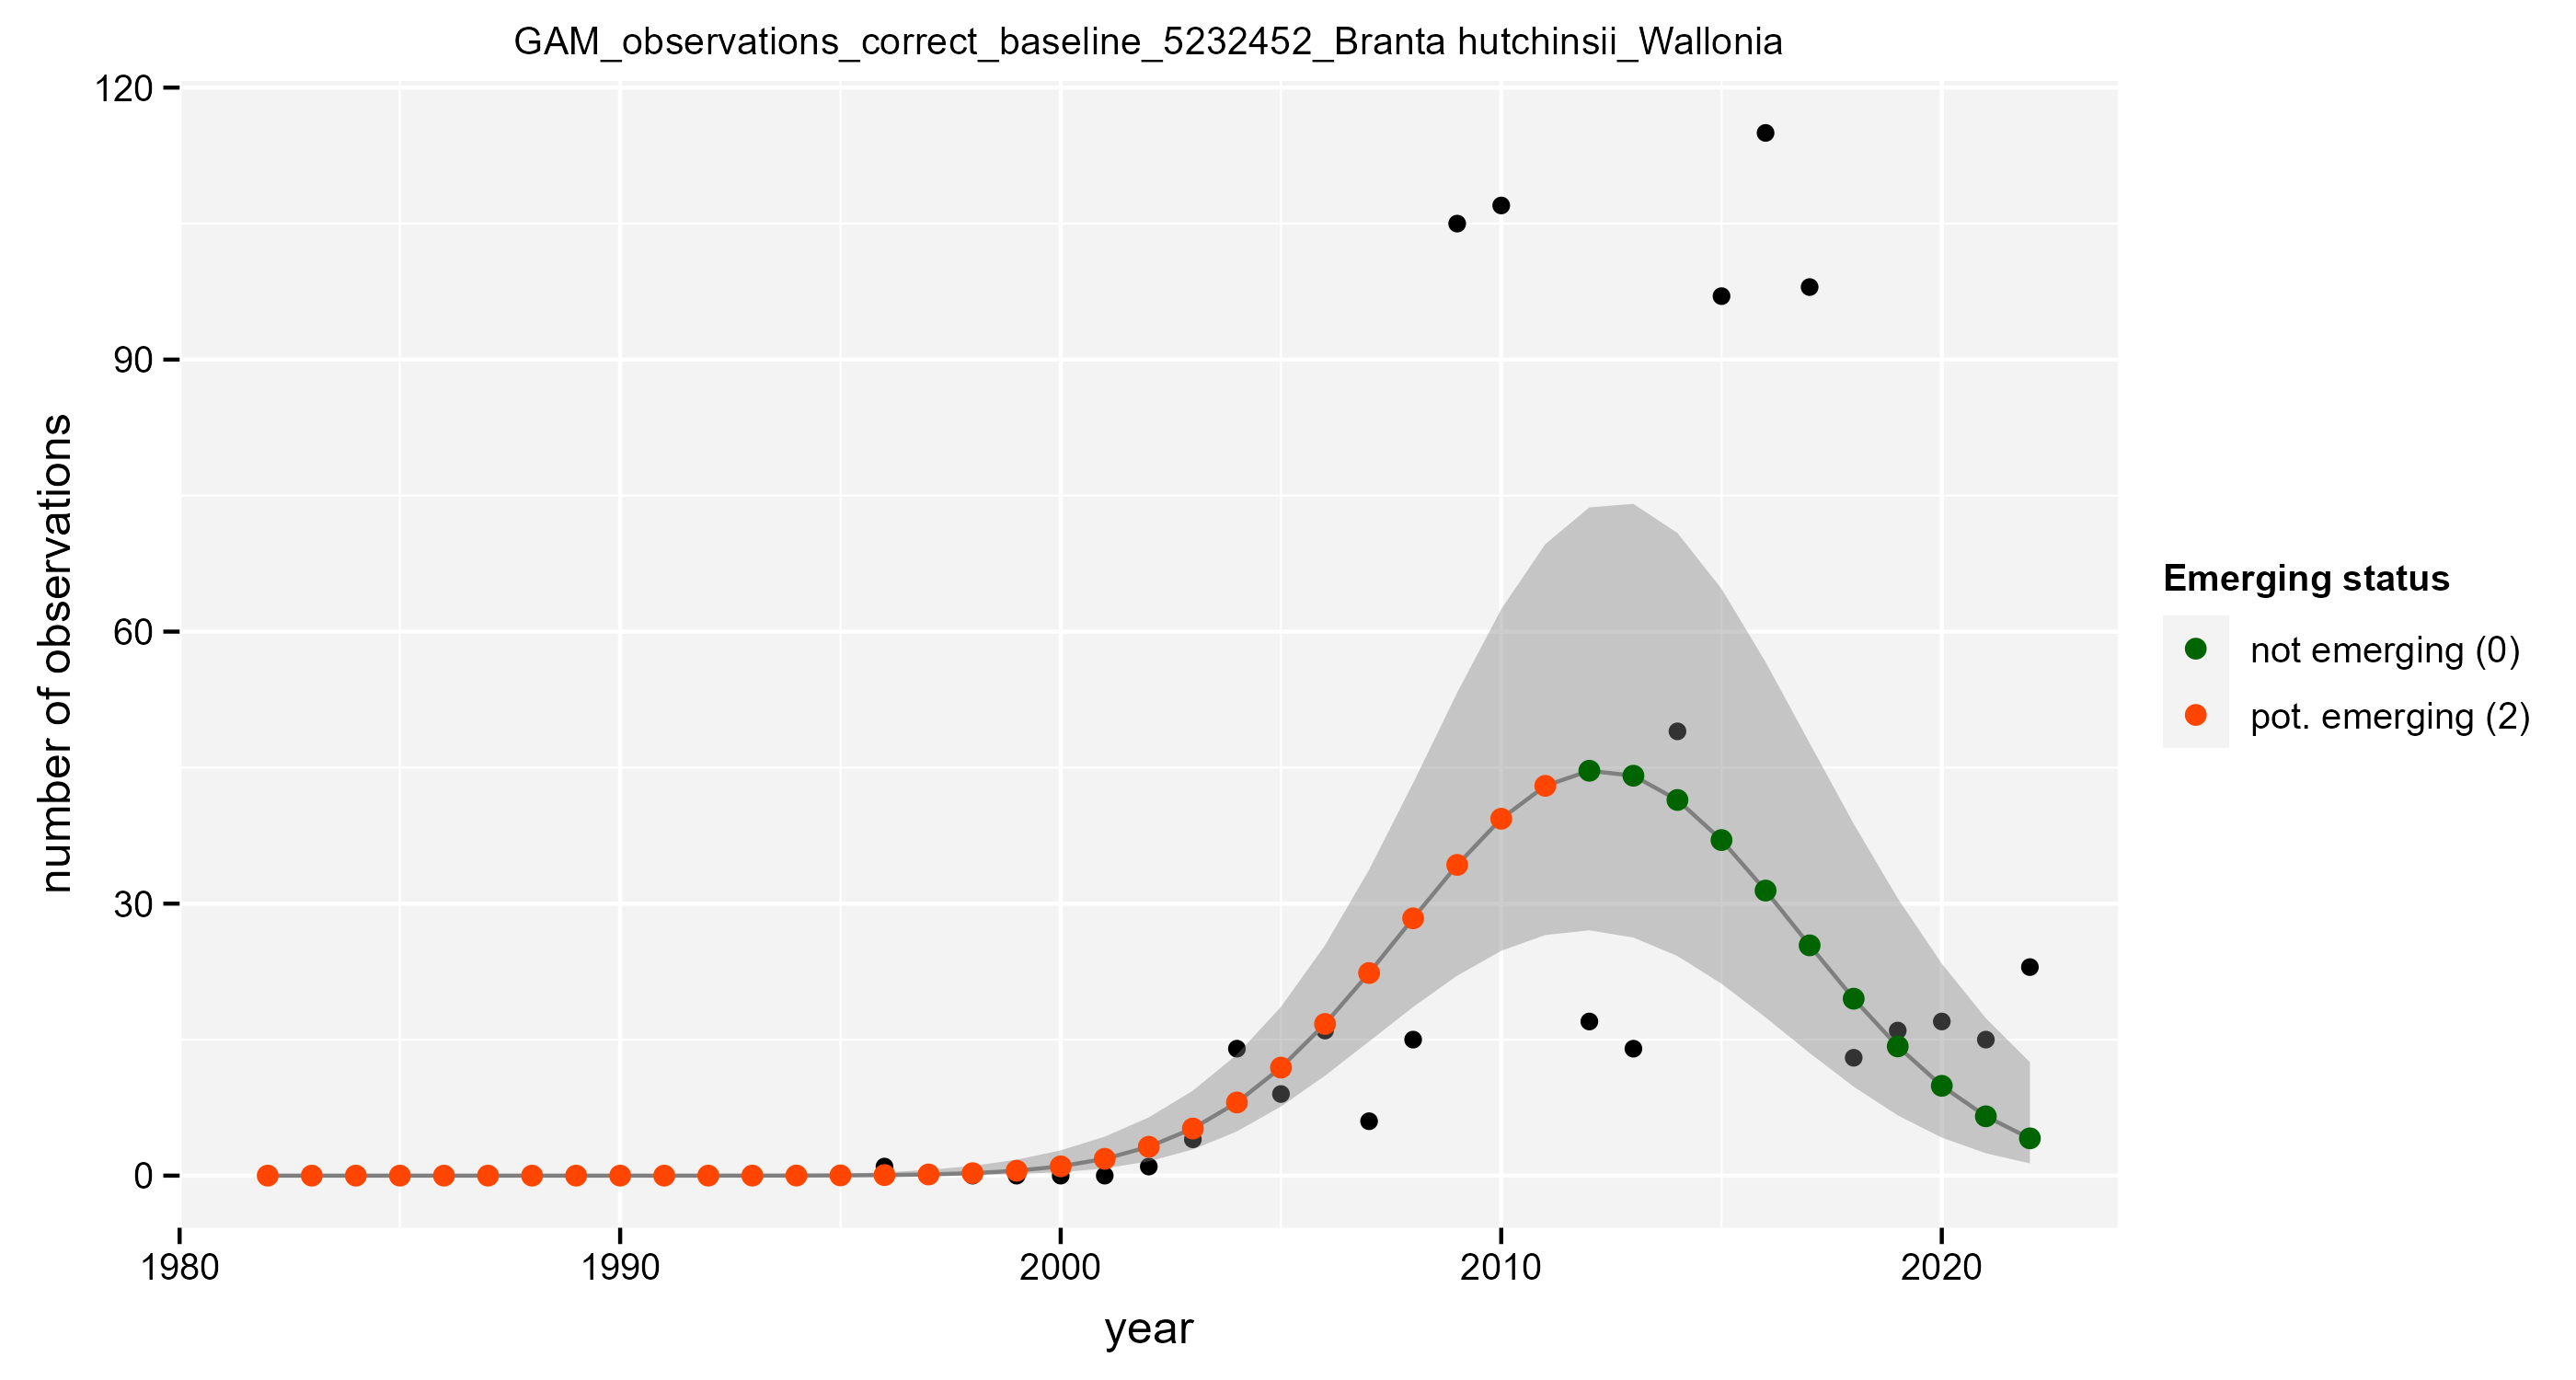 GAM_observations_correct_baseline_5232452_Branta hutchinsii_Wallonia
number of observations
120
90
60
30
0
1980
1990
2000
2010
2020
year
Emerging status
not emerging (0)
pot. emerging (2)